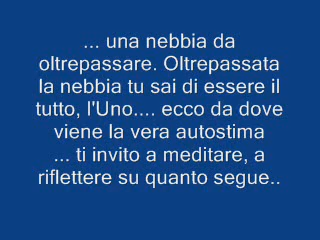 ... una nebbia da
oltrepassare. Oltrepassata
la nebbia tu sai di essere il
tutto, l'Uno.... ecco da dove
viene la vera autostima
... ti invito a meditare, a
riflettere su quanto segue..